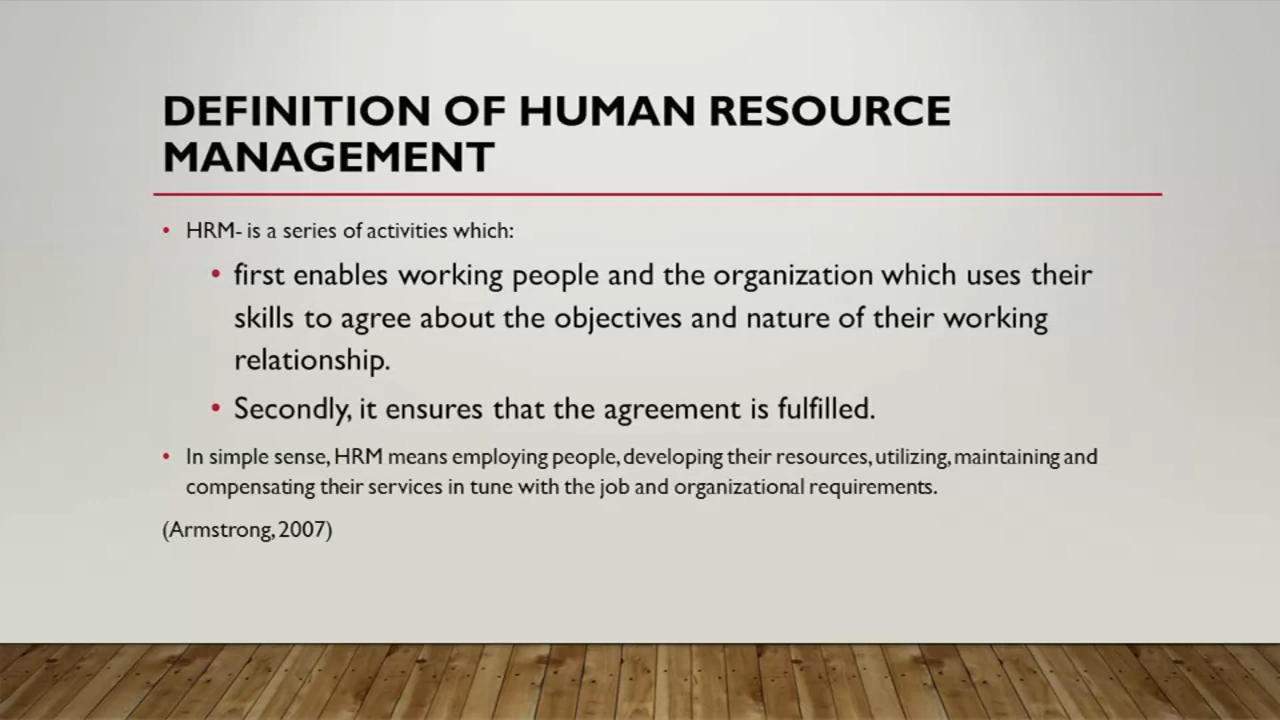 DEFINITION OF HUMAN RESOURCE
MANAGEMENT
• HRM- is a series of activities which:
• first enables working people and the organization which uses their
skills to agree about the objectives and nature of their working
relationship.
• Secondly, it ensures that the agreement is fulfilled.
• In simple sense, HRM means employing people, developing their resources, utilizing, maintaining and
compensating their services in tune with the job and organizational requirements.
(Armstrong, 2007)